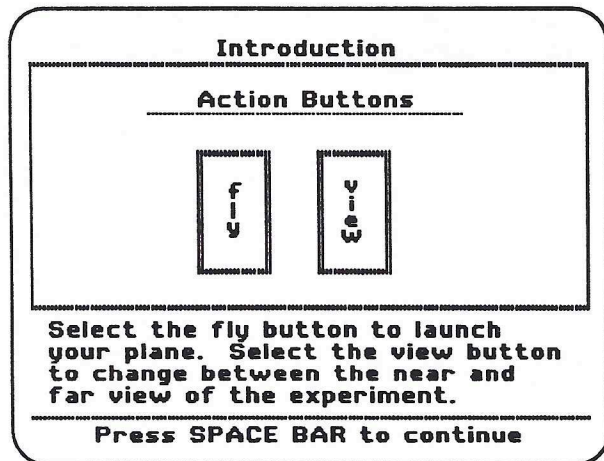 Introduction
Action Buttons
fly
view
Select the fly button to launch
your plane.  Select the view button
to change between the near and
far view of the experiment.
Press SPACE BAR to continue